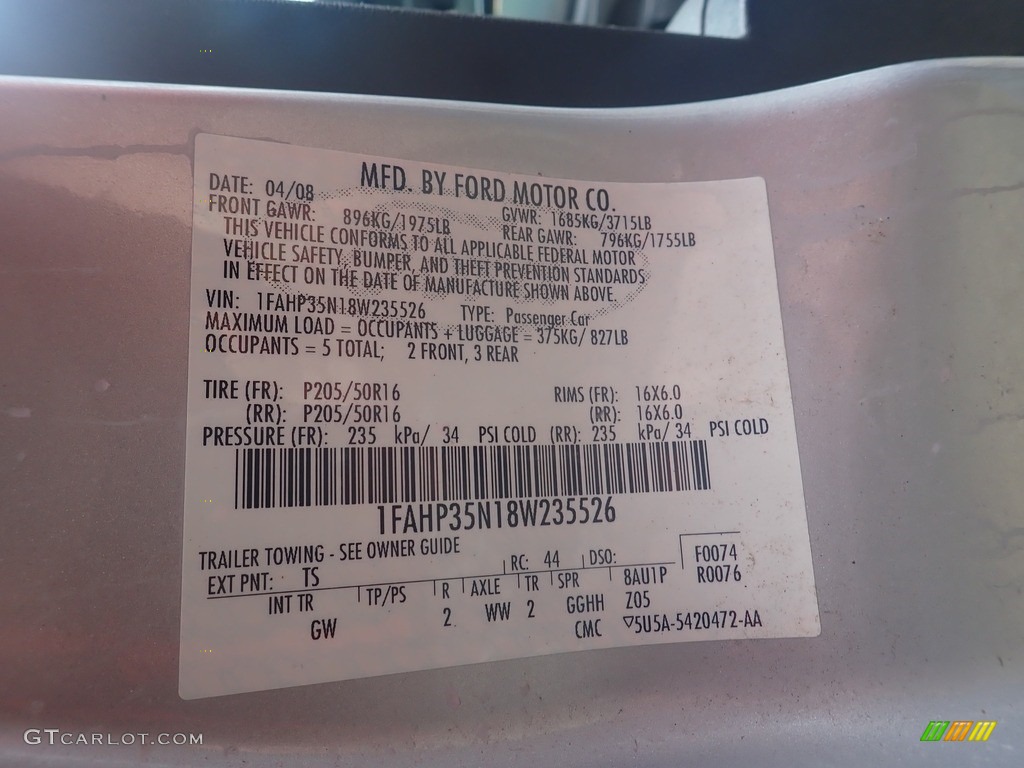 MFD. BY FORD MOTOR CO.
DATE: 04/08
FRONT GAWR: 896KG/1975LB
GVWR: 1685KG/3715LB
REAR GAWR: 796KG/1755LB
THIS VEHICLE CONFORMS TO ALL APPLICABLE FEDERAL MOTOR
VEHICLE SAFETY, BUMPER, AND THEFT PREVENTION STANDARDS
IN EFFECT ON THE DATE OF MANUFACTURE SHOWN ABOVE.
VIN: 1FAHP35N18W235526 TYPE: Passenger Car
MAXIMUM LOAD = OCCUPANTS + LUGGAGE = 375KG/ 827LB
OCCUPANTS = 5 TOTAL; 2 FRONT, 3 REAR
TIRE (FR): P205/50R16 RIMS (FR): 16X6.0
(RR): P205/50R16 (RR): 16X6.0
PRESSURE (FR): 235 kPa/ 34 PSI COLD (RR): 235 kPa/ 34 PSI COLD
1FAHP35N18W235526
TRAILER TOWING - SEE OWNER GUIDE
EXT PNT: TS RC: 44 DSO: F0074
INT TR TP/PS R AXLE TR SPR 8AU1P R0076
GW 2 WW 2 GGHH Z05
CMC ▽5U5A-5420472-AA
GTCARLOT.COM